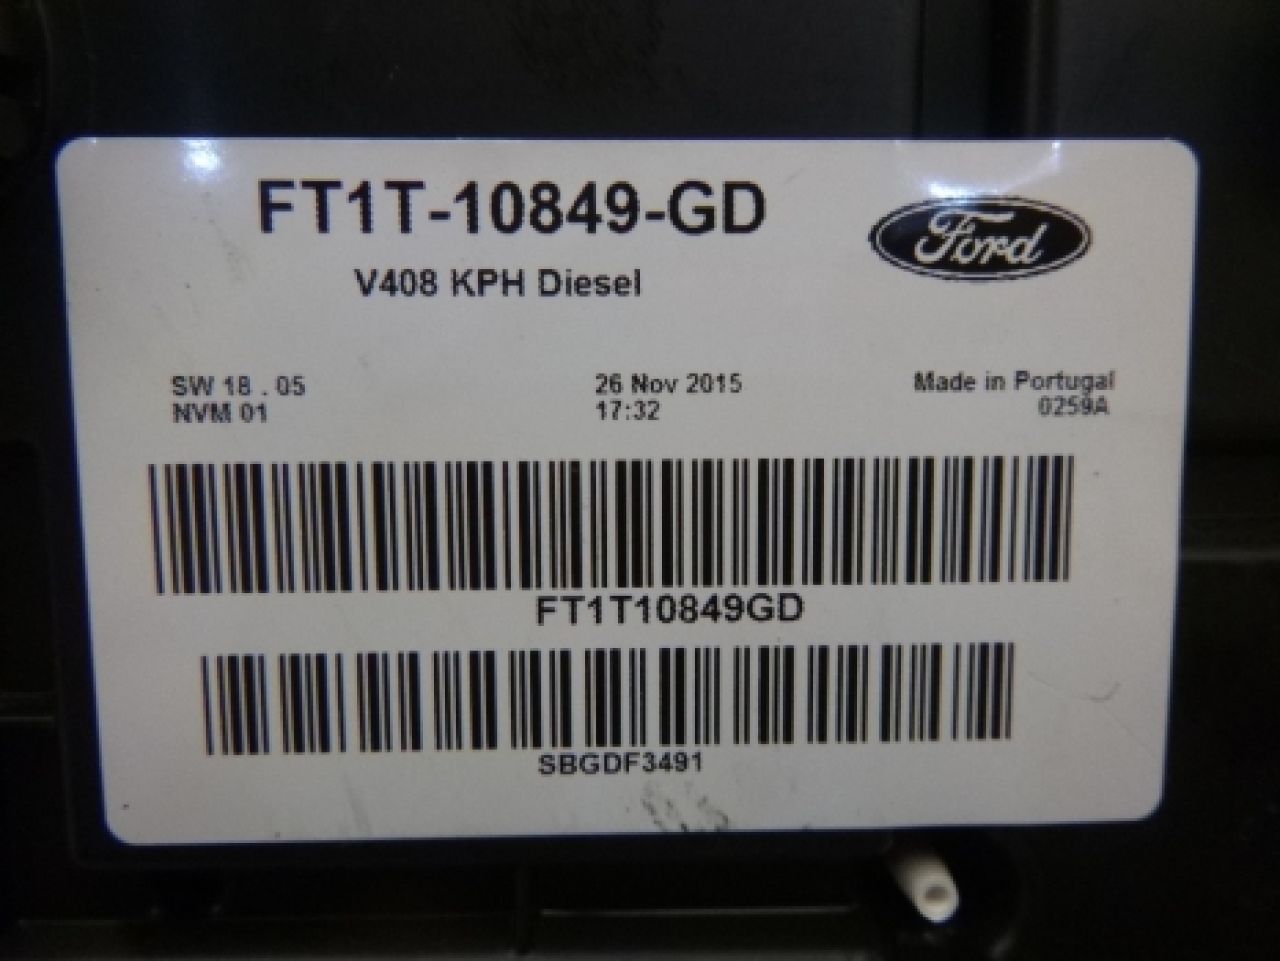 FT1T-10849-GD
Ford
V408 KPH Diesel
SW 18 . 05
NVM 01
26 Nov 2015
17:32
Made in Portugal
0259A
FT1T10849GD
SBGDF3491